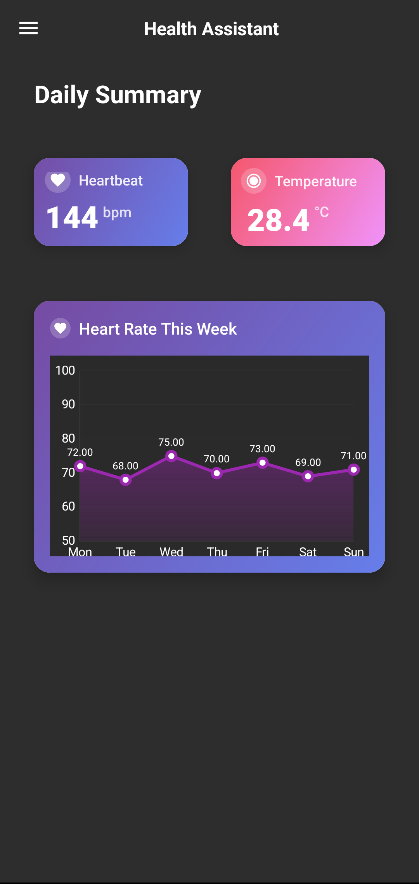 Health Assistant
Daily Summary
Heartbeat
144 bpm
Temperature
28.4 °C
Heart Rate This Week
100
90
80
70
60
50
72.00
68.00
75.00
70.00
73.00
69.00
71.00
Mon Tue Wed Thu Fri Sat Sun